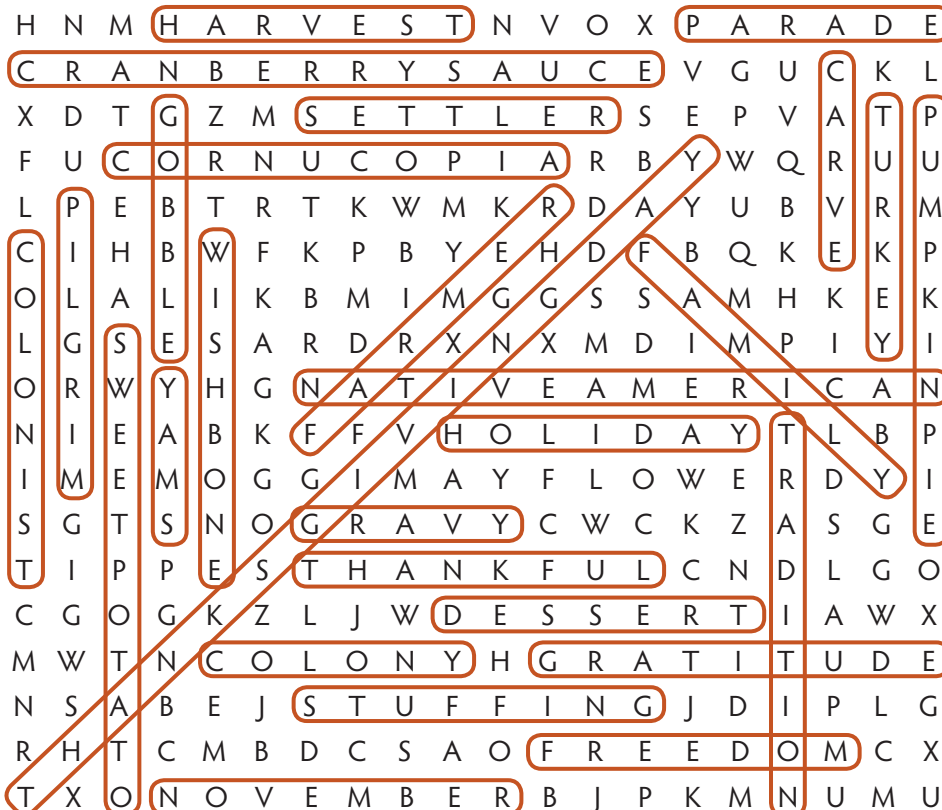 H N M H A R V E S T N V O X P A R A D E
C R A N B E R R Y S A U C E V G U C K L
X D T G Z M S E T T L E R S E P V A T P
F U C O R N U C O P I A R B Y W Q R U U
L P E B T R T K W M K R D A Y U B V R M
C I H B W F K P B Y E H D F B Q K E K P
O L A L I K B M I M G G S S A M H K E K
L G S E S A R D R X N X M D I M P I Y I
O R W Y H G N A T I V E A M E R I C A N
N I E A B K F F V H O L I D A Y T L B P
I M E M O G G I M A Y F L O W E R D Y I
S G T S N O G R A V Y C W C K Z A S G E
T I P P E S T H A N K F U L C N D L G O
C G O G K Z L J W D E S S E R T I A W X
M W T N C O L O N Y H G R A T I T U D E
N S A B E J S T U F F I N G J D I P L G
R H T C M B D C S A O F R E E D O M C X
T X O N O V E M B E R B J P K M N U M U